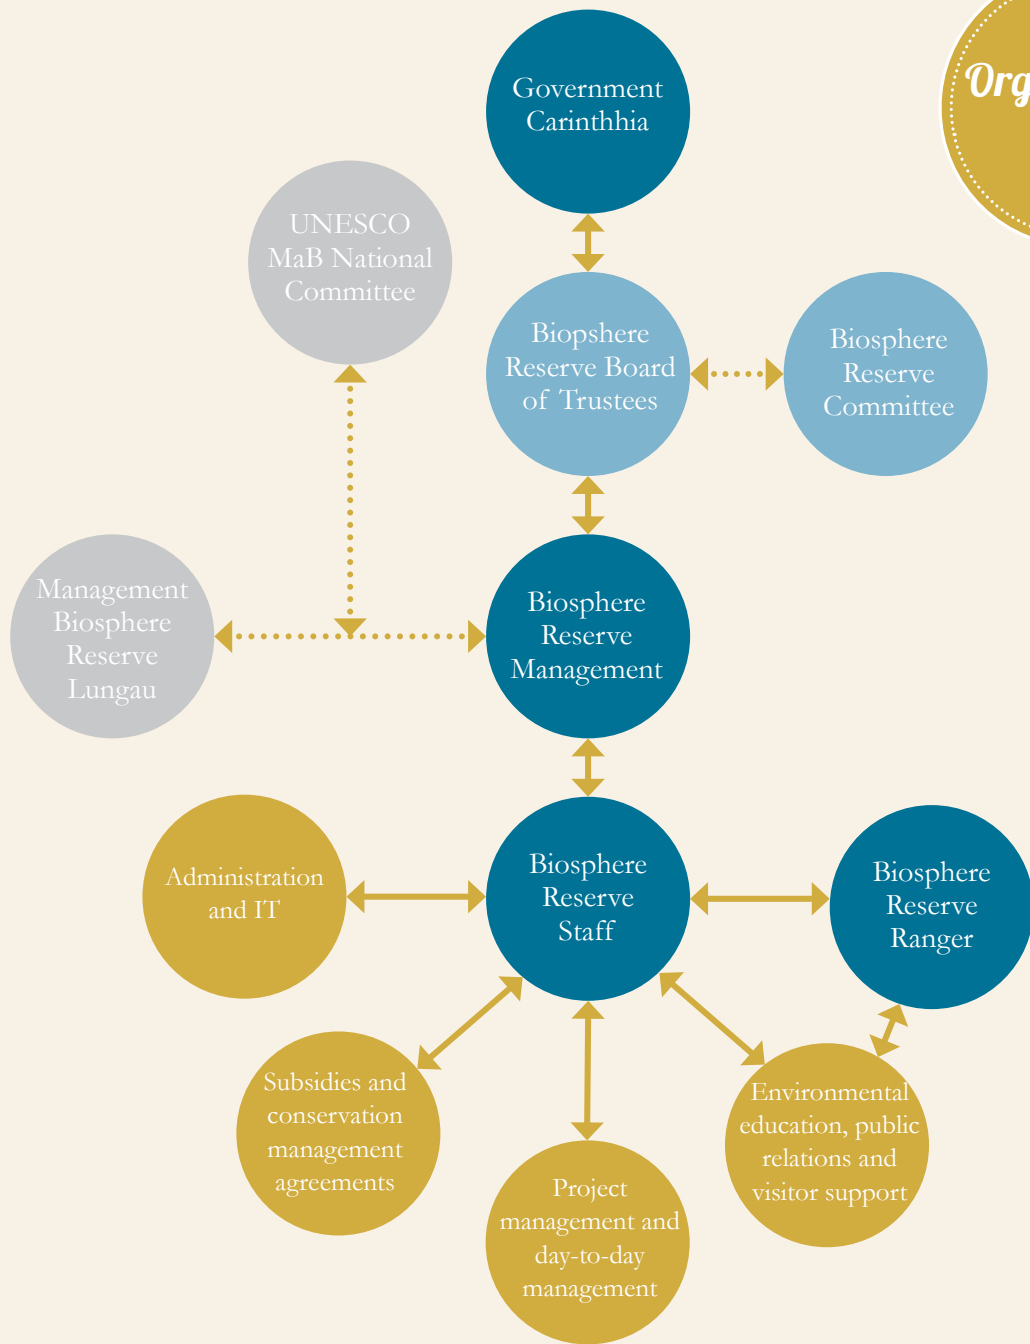 Government
Carinthhia
Org
UNESCO
MaB National
Committee
Biopshere
Reserve Board
of Trustees
Biosphere
Reserve
Committee
Management
Biosphere
Reserve
Lungau
Biosphere
Reserve
Management
Administration
and IT
Biosphere
Reserve
Staff
Biosphere
Reserve
Ranger
Subsidies and
conservation
management
agreements
Project
management and
day-to-day
management
Environmental
education, public
relations and
visitor support